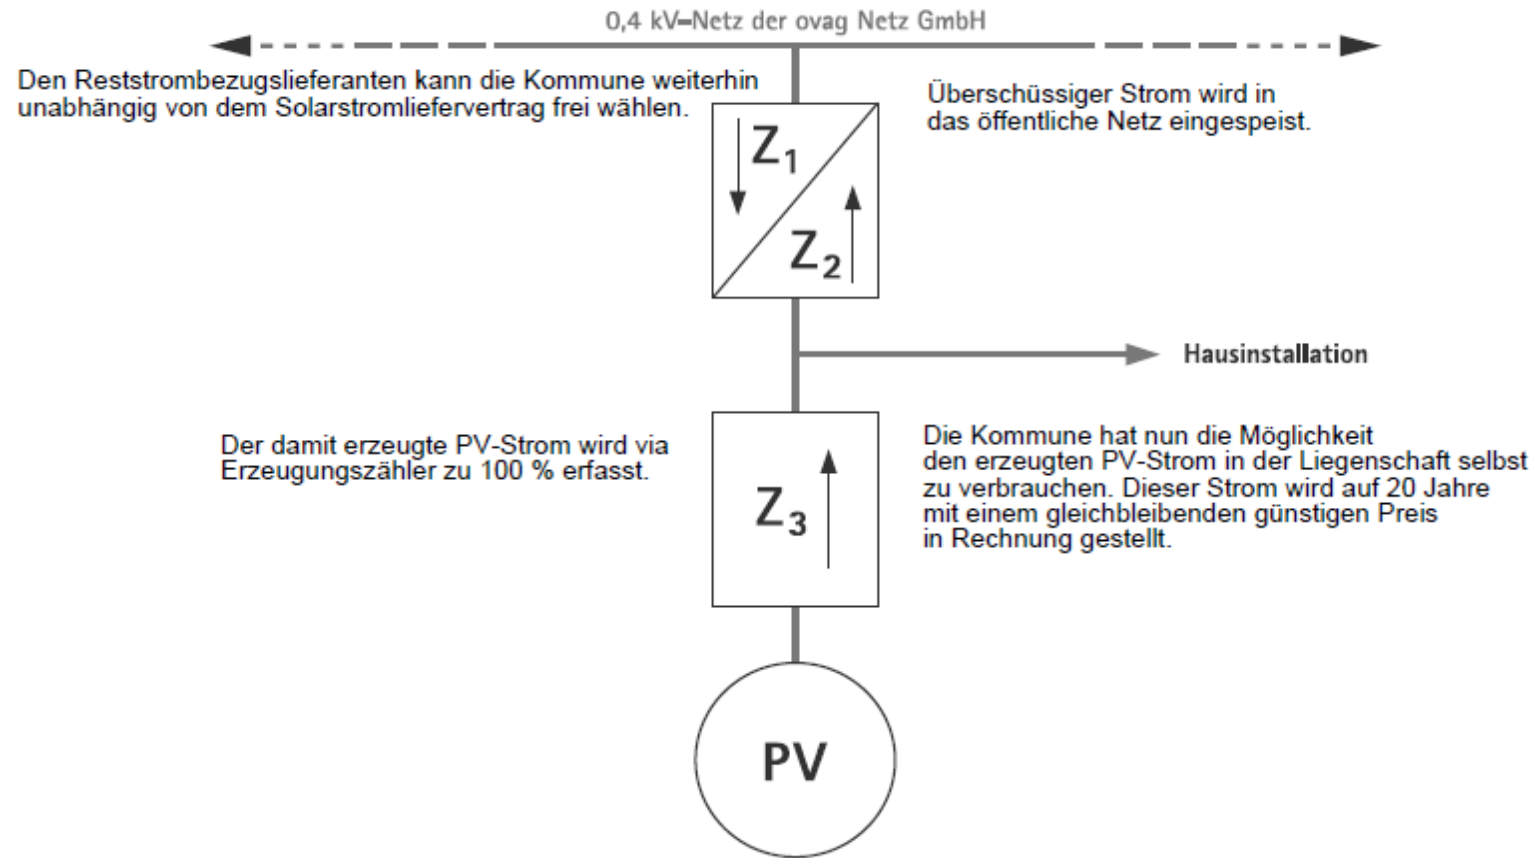 0,4 kV–Netz der ovag Netz GmbH
Den Reststrombezugslieferanten kann die Kommune weiterhin
unabhängig von dem Solarstromliefervertrag frei wählen.
Überschüssiger Strom wird in
das öffentliche Netz eingespeist.
Z1
Z2
Hausinstallation
Der damit erzeugte PV-Strom wird via
Erzeugungszähler zu 100 % erfasst.
Z3
Die Kommune hat nun die Möglichkeit
den erzeugten PV-Strom in der Liegenschaft selbst
zu verbrauchen. Dieser Strom wird auf 20 Jahre
mit einem gleichbleibenden günstigen Preis
in Rechnung gestellt.
PV